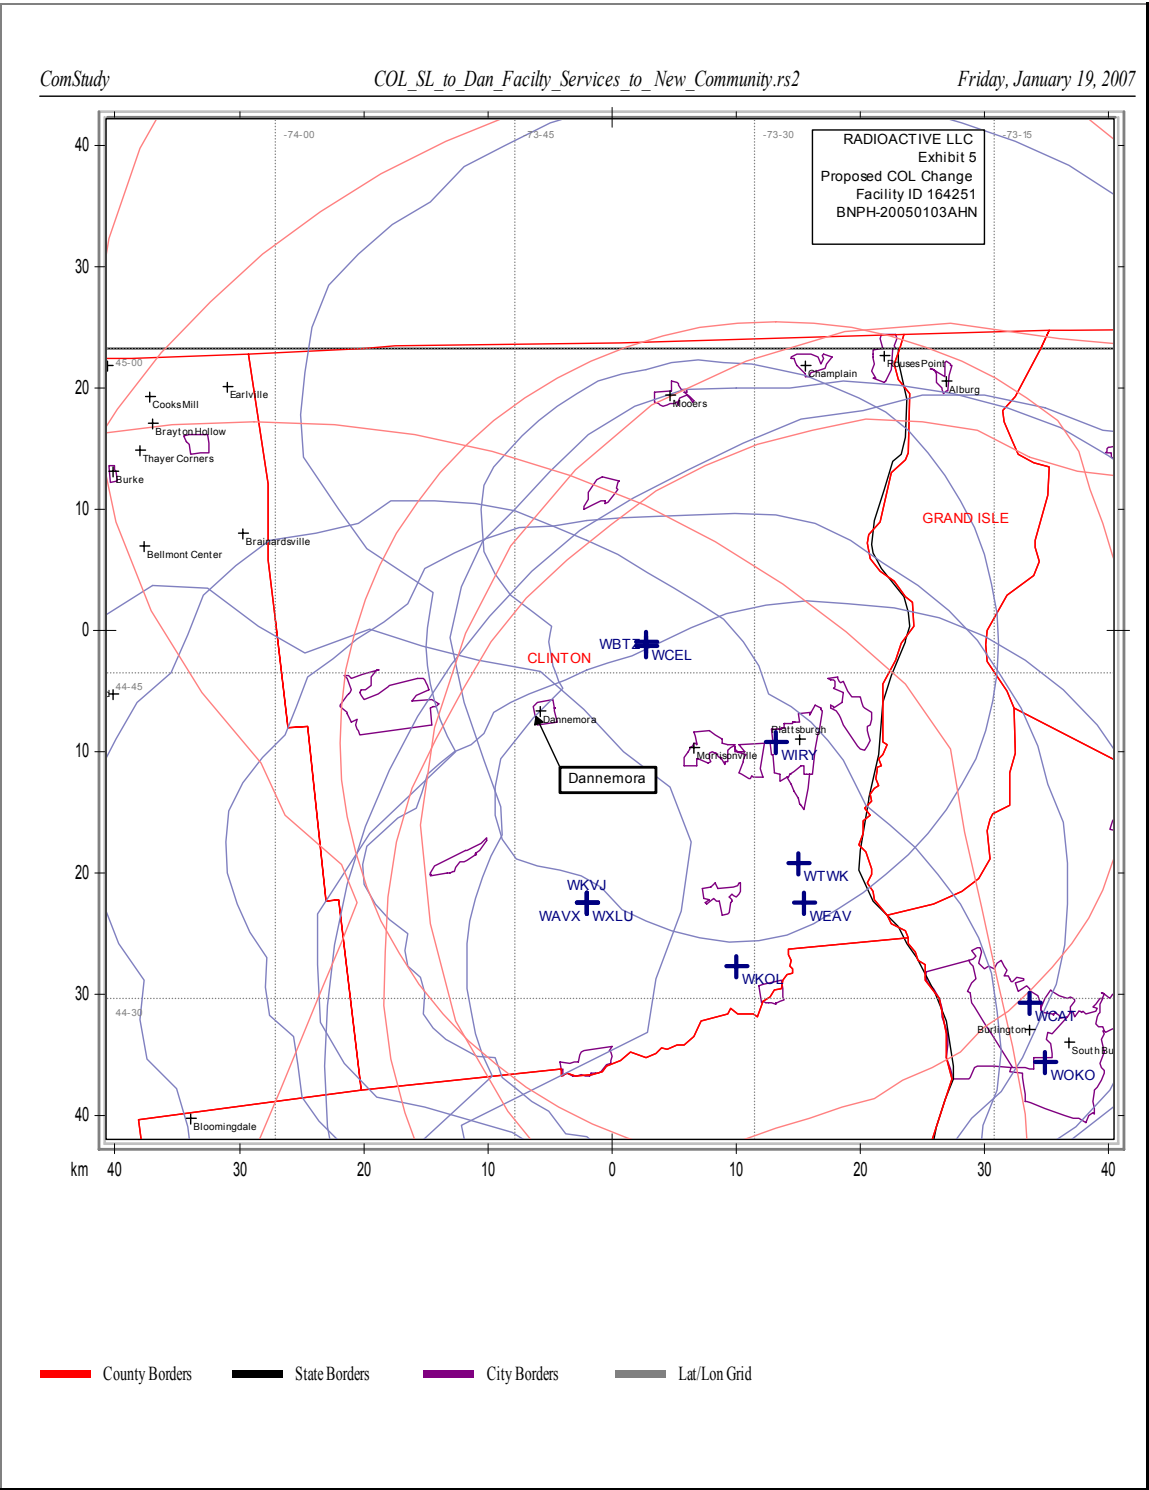 ComStudy
COL_SL_to_Dan_Facilty_Services_to_New_Community.rs2
Friday, January 19, 2007
-74-00
-73-45
-73-30
-73-15
RADIOACTIVE LLC
Exhibit 5
Proposed COL Change
Facility ID 164251
BNPH-20050103AHN
40
30
20
10
0
10
20
30
40
45-00
44-45
44-30
Earlville
Cooks Mill
Brayton Hollow
Thayer Corners
Burke
Brainardsville
Bellmont Center
Mooers
Champlain
Rouses Point
Alburg
GRAND ISLE
CLINTON
WBTZ
WCEL
Dannemora
Dannemora
Morrisonville
Plattsburgh
WIRY
WTWK
WEAV
WKVJ
WAVX
WXLU
WKOL
WCAT
Burlington
South Bu
WOKO
Bloomingdale
km
40
30
20
10
0
10
20
30
40
County Borders
State Borders
City Borders
Lat/Lon Grid